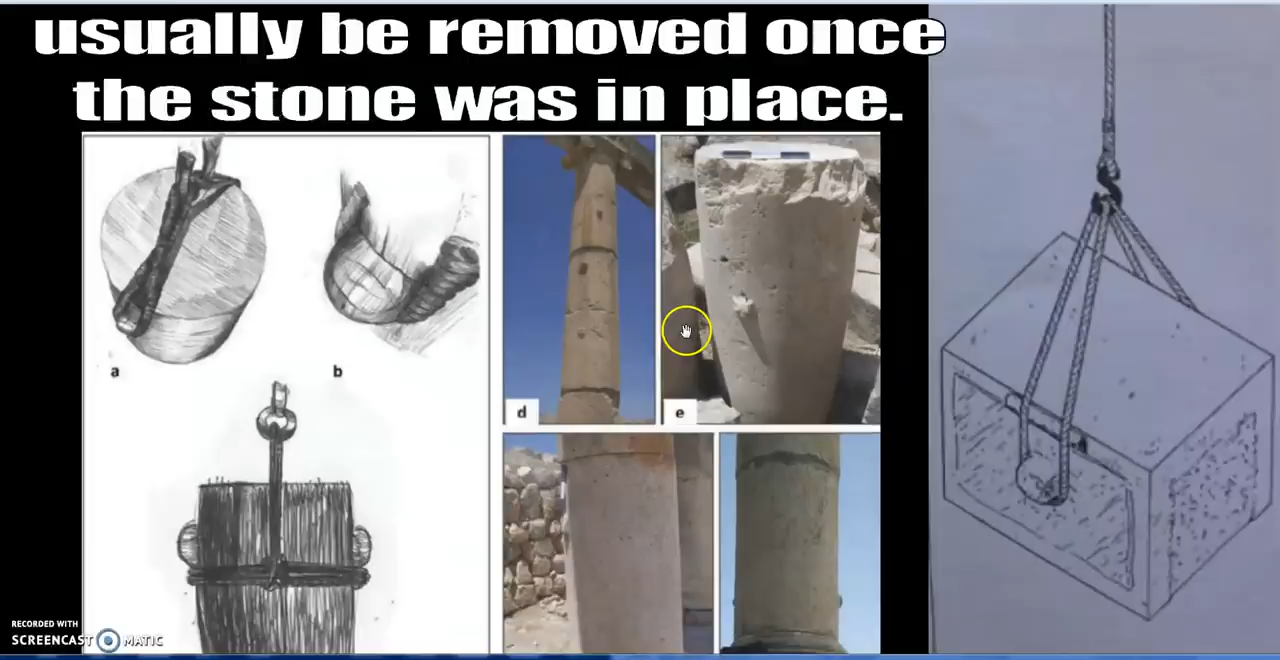 usually be removed once
the stone was in place.
a
b
d
e
RECORDED WITH
SCREENCAST MATIC